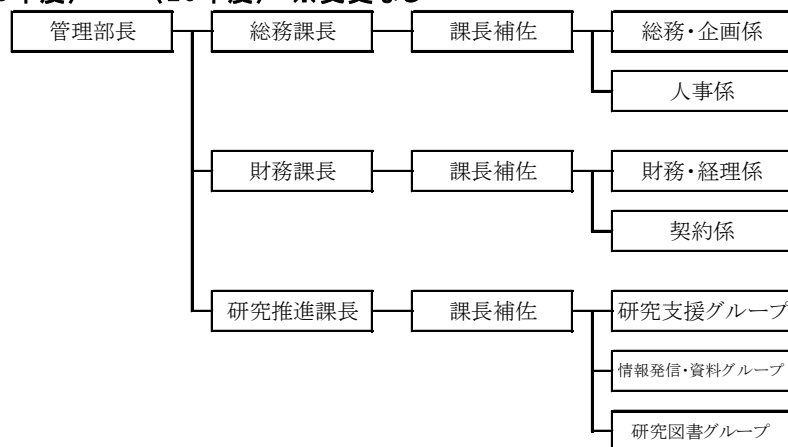 管理部長 総務課長 課長補佐 総務・企画係
人事係
財務課長 課長補佐 財務・経理係
契約係
研究推進課長 課長補佐 研究支援グループ
情報発信・資料グループ
研究図書グループ